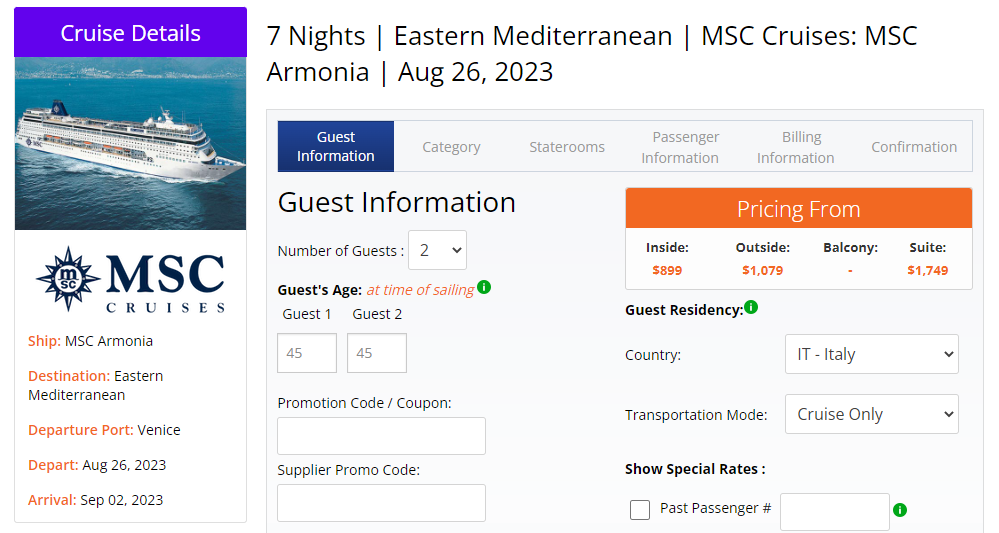 Cruise Details
MSC
m
SC
MSC
CRUISES
Ship: MSC Armonia
Destination: Eastern
Mediterranean
Departure Port: Venice
Depart: Aug 26, 2023
Arrival: Sep 02, 2023
7 Nights | Eastern Mediterranean | MSC Cruises: MSC
Armonia | Aug 26, 2023
Guest
Information
Category
Staterooms
Passenger
Information
Billing
Information
Confirmation
Guest Information
Number of Guests : 2
Guest's Age: at time of sailing i
Guest 1 Guest 2
45 45
Promotion Code / Coupon:
Supplier Promo Code:
Pricing From
Inside: Outside: Balcony: Suite:
$899 $1,079 - $1,749
Guest Residency: i
Country: IT - Italy
Transportation Mode: Cruise Only
Show Special Rates :
Past Passenger # i